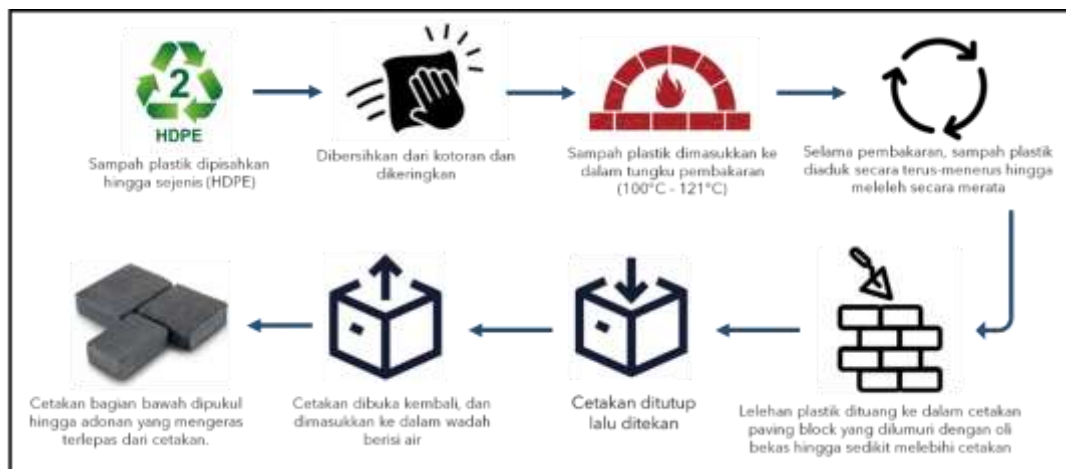 2
HDPE
Sampah plastik dipisahkan
hingga sejenis (HDPE)
Dibersihkan dari kotoran dan
dikeringkan
Sampah plastik dimasukkan ke
dalam tungku pembakaran
(100°C - 121°C)
Selama pembakaran, sampah plastik
diaduk secara terus-menerus hingga
meleleh secara merata
Lelehan plastik dituang ke dalam cetakan
paving block yang dilumuri dengan oli
bekas hingga sedikit melebihi cetakan
Cetakan ditutup
lalu ditekan
Cetakan dibuka kembali, dan
dimasukkan ke dalam wadah
berisi air
Cetakan bagian bawah dipukul
hingga adonan yang mengeras
terlepas dari cetakan.